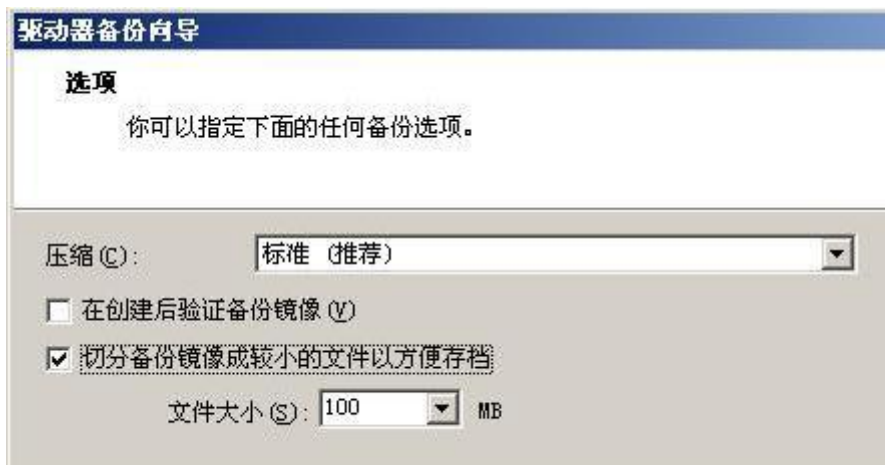 驱动器备份向导
选项
你可以指定下面的任何备份选项。
压缩(C): 标准 (推荐)
在创建后验证备份镜像(V)
切分备份镜像成较小的文件以方便存档
文件大小(S): 100 MB